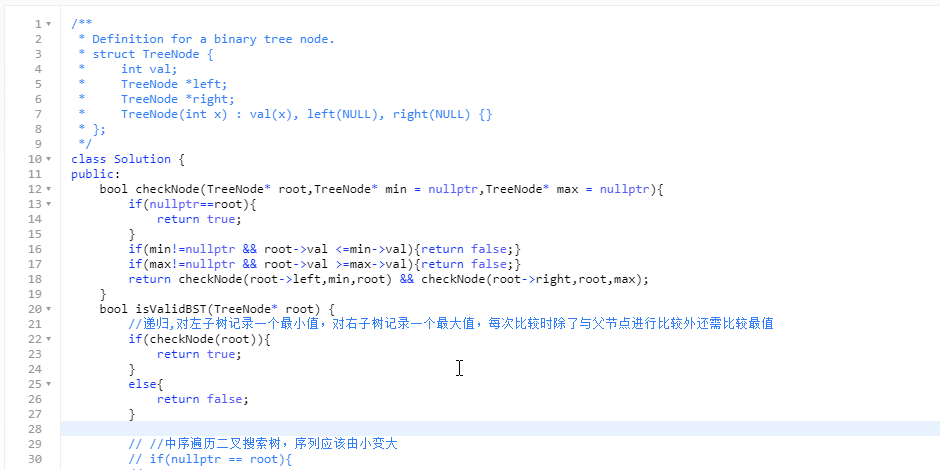 1 /**
2  * Definition for a binary tree node.
3  * struct TreeNode {
4  *     int val;
5  *     TreeNode *left;
6  *     TreeNode *right;
7  *     TreeNode(int x) : val(x), left(NULL), right(NULL) {}
8  * };
9  */
10 class Solution {
11 public:
12     bool checkNode(TreeNode* root,TreeNode* min = nullptr,TreeNode* max = nullptr){
13         if(nullptr==root){
14             return true;
15         }
16         if(min!=nullptr && root->val <=min->val){return false;}
17         if(max!=nullptr && root->val >=max->val){return false;}
18         return checkNode(root->left,min,root) && checkNode(root->right,root,max);
19     }
20     bool isValidBST(TreeNode* root) {
21         //递归,对左子树记录一个最小值，对右子树记录一个最大值，每次比较时除了与父节点进行比较外还需比较最值
22         if(checkNode(root)){
23             return true;
24         }
25         else{
26             return false;
27         }
28
29         // //中序遍历二叉搜索树，序列应该由小变大
30         // if(nullptr == root){